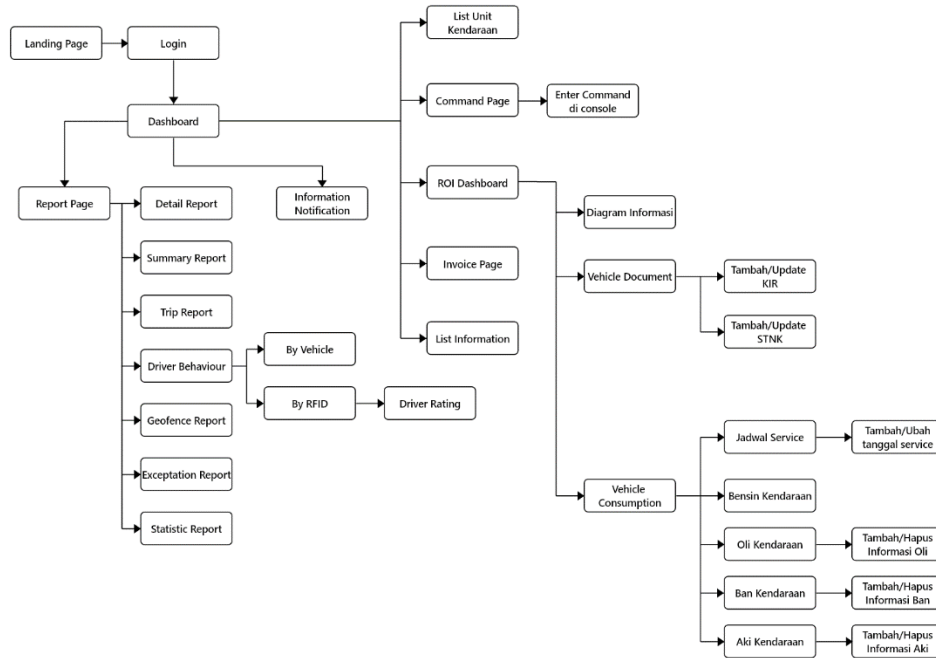 Landing Page
Login
Dashboard
Report Page
Detail Report
Summary Report
Trip Report
Driver Behaviour
By Vehicle
By RFID
Driver Rating
Geofence Report
Exceptation Report
Statistic Report
Information
Notification
List Unit
Kendaraan
Command Page
Enter Command
di console
ROI Dashboard
Invoice Page
List Information
Diagram Informasi
Vehicle Document
Tambah/Update
KIR
Tambah/Update
STNK
Vehicle
Consumption
Jadwal Service
Tambah/Ubah
tanggal service
Bensin Kendaraan
Oli Kendaraan
Tambah/Hapus
Informasi Oli
Ban Kendaraan
Tambah/Hapus
Informasi Ban
Aki Kendaraan
Tambah/Hapus
Informasi Aki